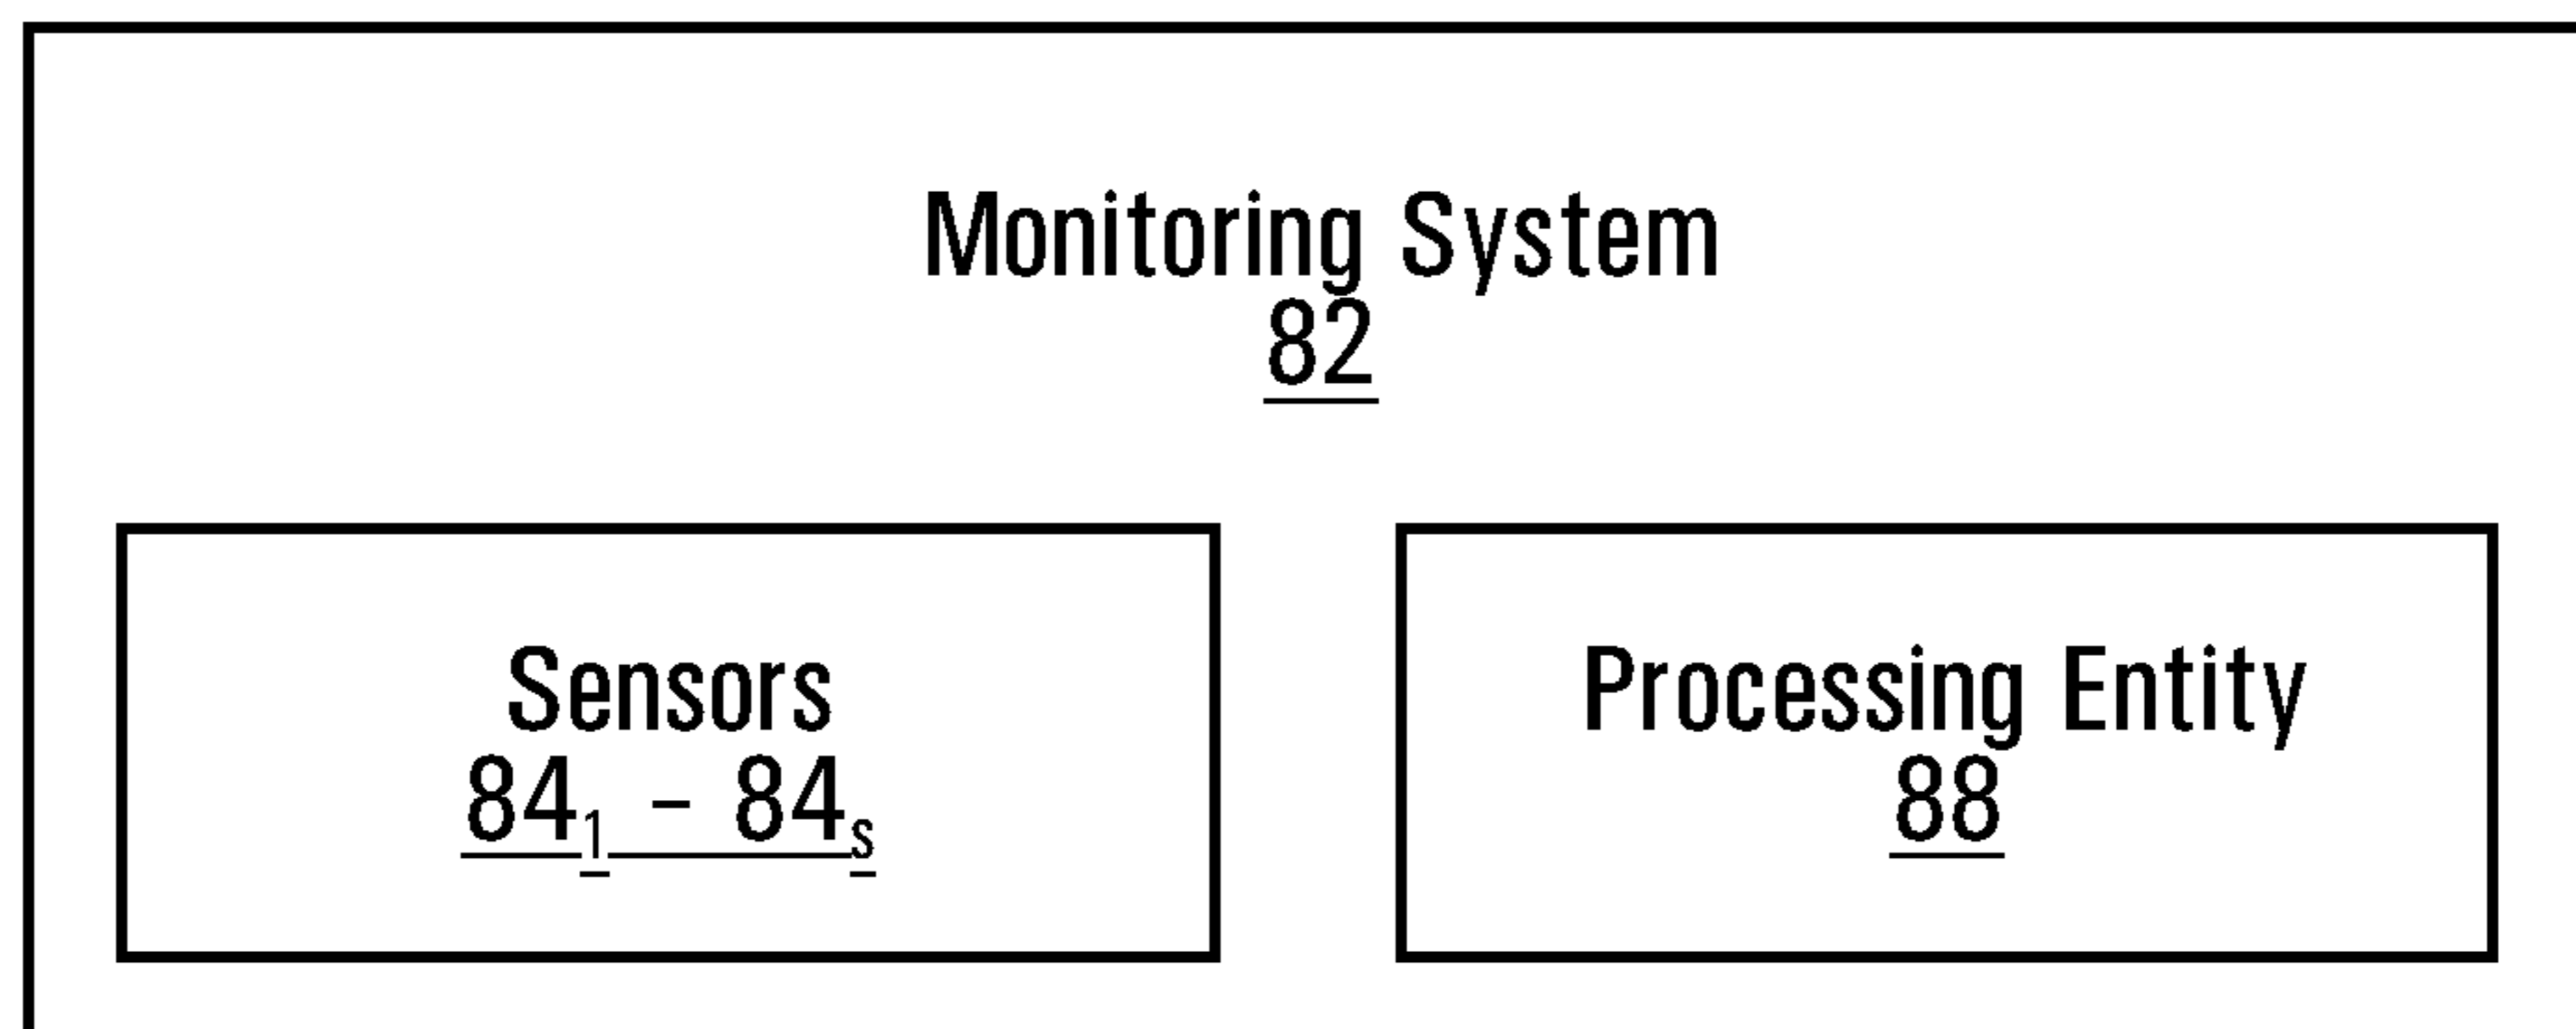 Monitoring System
82
Sensors
84₁ – 84ₛ
Processing Entity
88